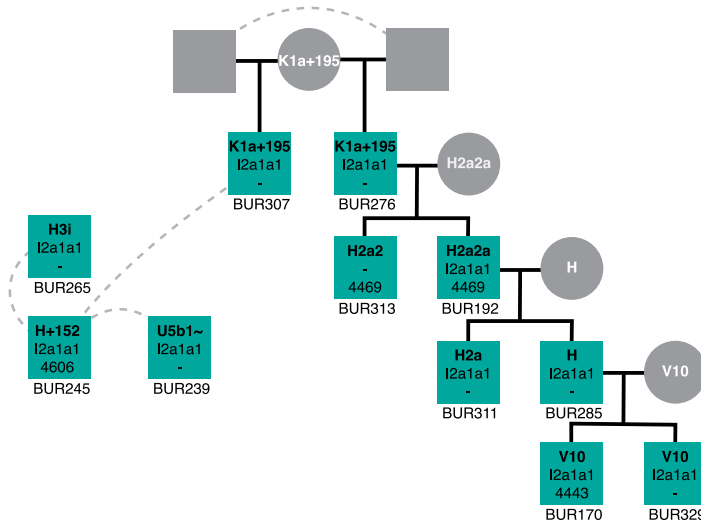 K1a+195
K1a+195
I2a1a1
-
BUR307
K1a+195
I2a1a1
-
BUR276
H2a2a
H3i
I2a1a1
-
BUR265
H2a2
-
4469
BUR313
H2a2a
I2a1a1
4469
BUR192
H
H+152
I2a1a1
4606
BUR245
U5b1~
I2a1a1
-
BUR239
H2a
I2a1a1
-
BUR311
H
I2a1a1
-
BUR285
V10
V10
I2a1a1
4443
BUR170
V10
I2a1a1
-
BUR329